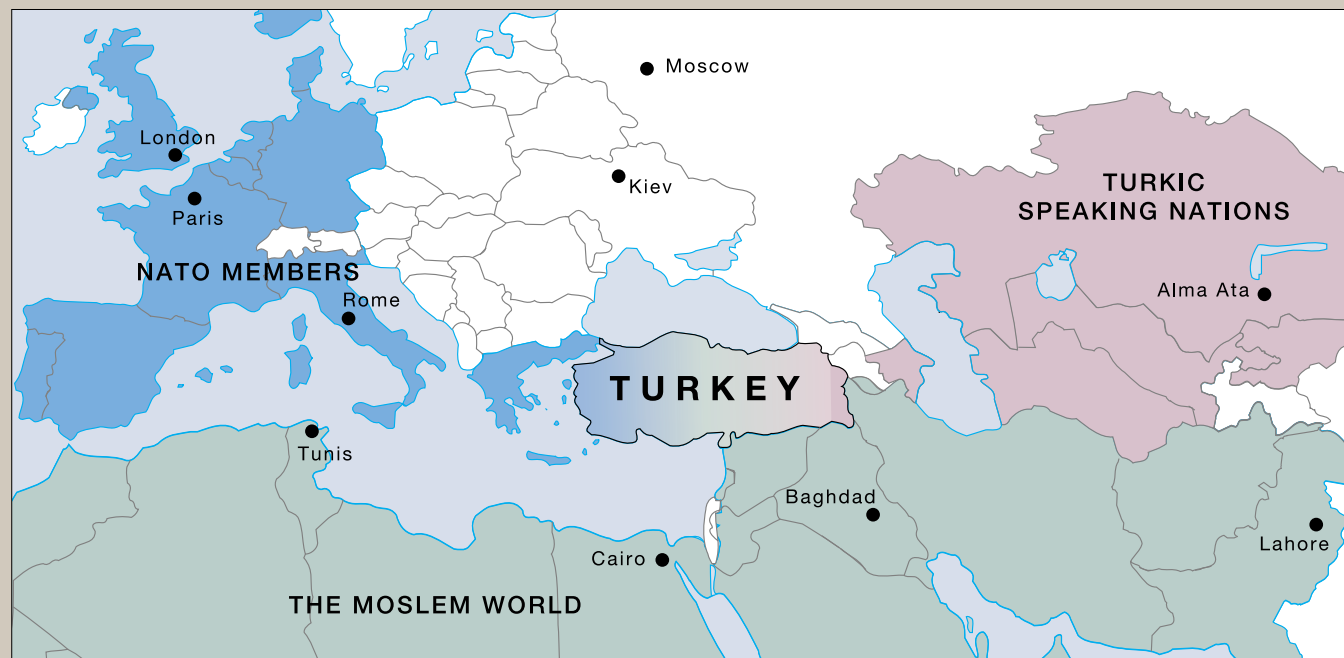 Moscow
London
Kiev
Paris
TURKIC
SPEAKING NATIONS
NATO MEMBERS
Rome
Alma Ata
TURKEY
Tunis
Baghdad
Lahore
Cairo
THE MOSLEM WORLD